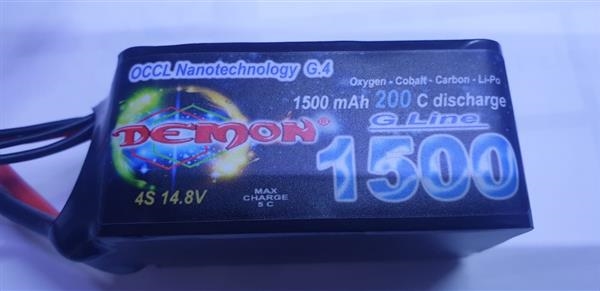 OCCL Nanotechnology G.4
Oxygen - Cobalt - Carbon - Li-Po
1500 mAh 200 C discharge
DEMON®
G Line
1500
4S 14.8V
MAX
CHARGE
5 C